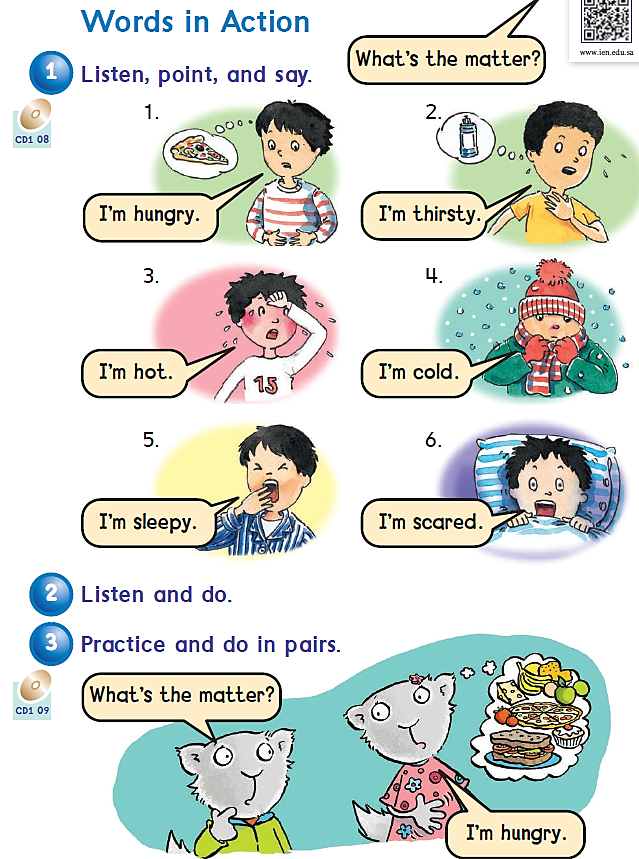 Words in Action
What's the matter?
www.ien.edu.sa
1 Listen, point, and say.
CD1 08
1.
I'm hungry.
2.
I'm thirsty.
3.
I'm hot.
15
4.
I'm cold.
5.
I'm sleepy.
6.
I'm scared.
2 Listen and do.
3 Practice and do in pairs.
CD1 09
What's the matter?
I'm hungry.